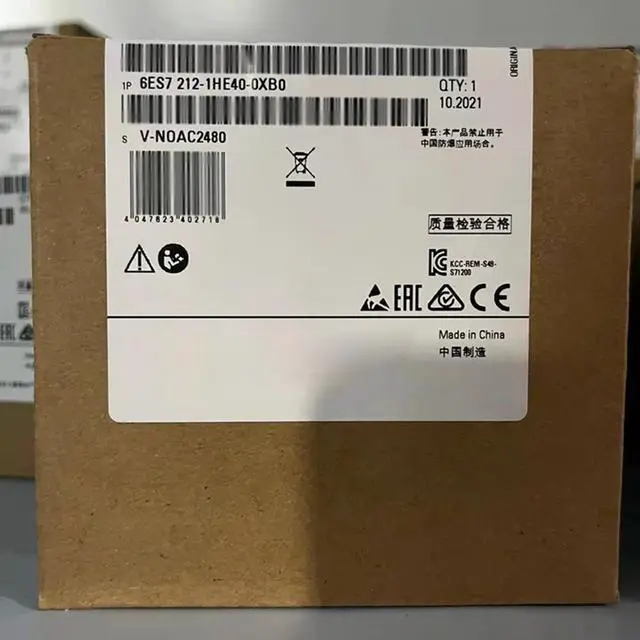 ORIGINA
1P 6ES7 212-1HE40-0XB0
QTY: 1
10.2021
S V-N0AC2480
警告: 本产品禁止用于
中国防爆应用场合。
4 047623 402718
质量检验合格
KCC-REM-S49-
S71200
EAC
CE
Made in China
中国制造